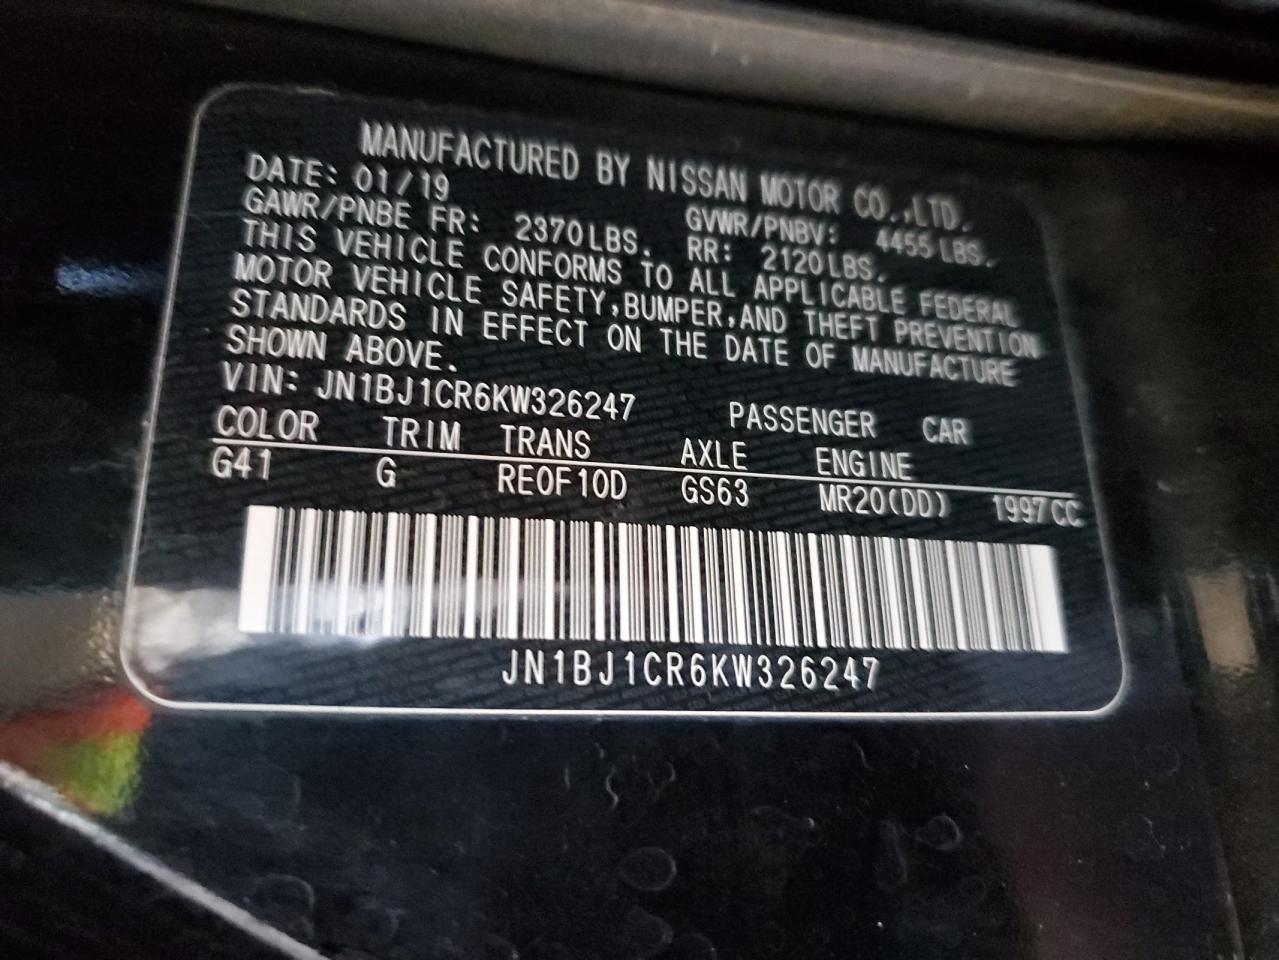 MANUFACTURED BY NISSAN MOTOR CO.,LTD.
DATE: 01/19 GVWR/PNBV: 4455LBS.
GAWR/PNBE FR: 2370LBS. RR: 2120LBS.
THIS VEHICLE CONFORMS TO ALL APPLICABLE FEDERAL
MOTOR VEHICLE SAFETY,BUMPER,AND THEFT PREVENTION
STANDARDS IN EFFECT ON THE DATE OF MANUFACTURE
SHOWN ABOVE.
VIN: JN1BJ1CR6KW326247 PASSENGER CAR
COLOR TRIM TRANS AXLE ENGINE
G41 G REOF10D GS63 MR20(DD) 1997CC
JN1BJ1CR6KW326247